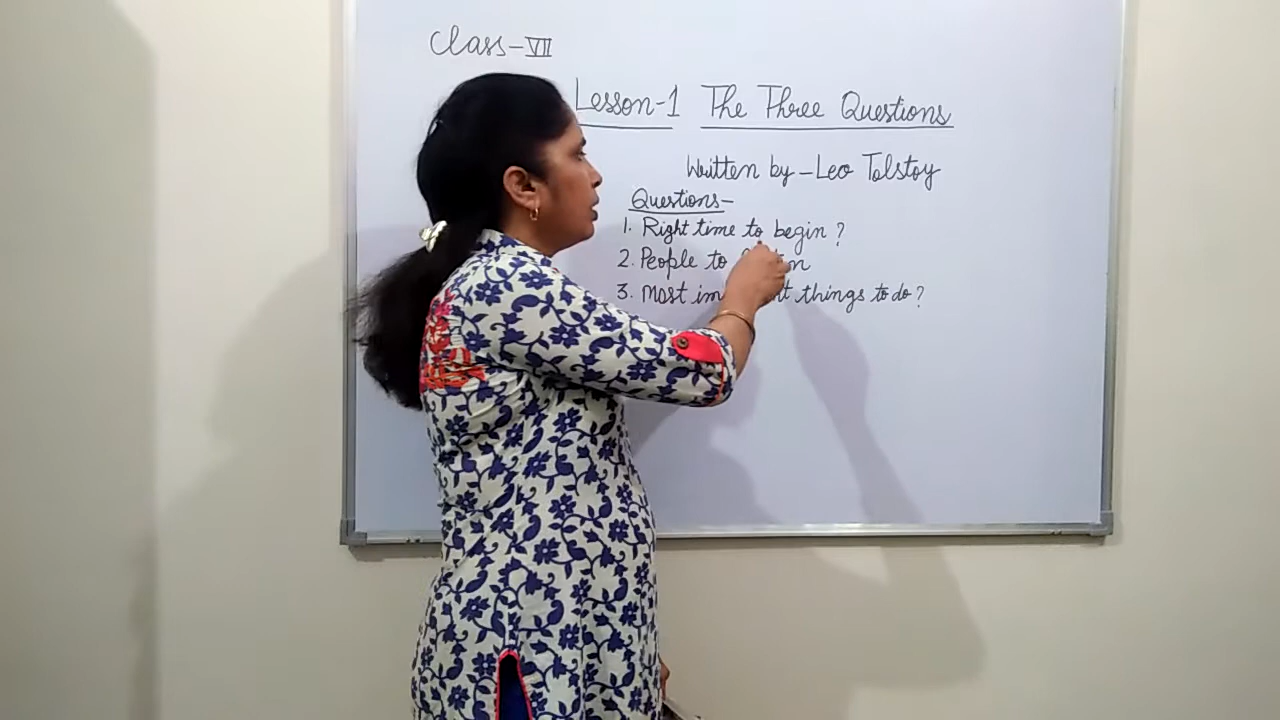 Class-VII
Lesson-1 The Three Questions
Written by - Leo Tolstoy
Questions-
1. Right time to begin?
2. People to
3. Most things to do?